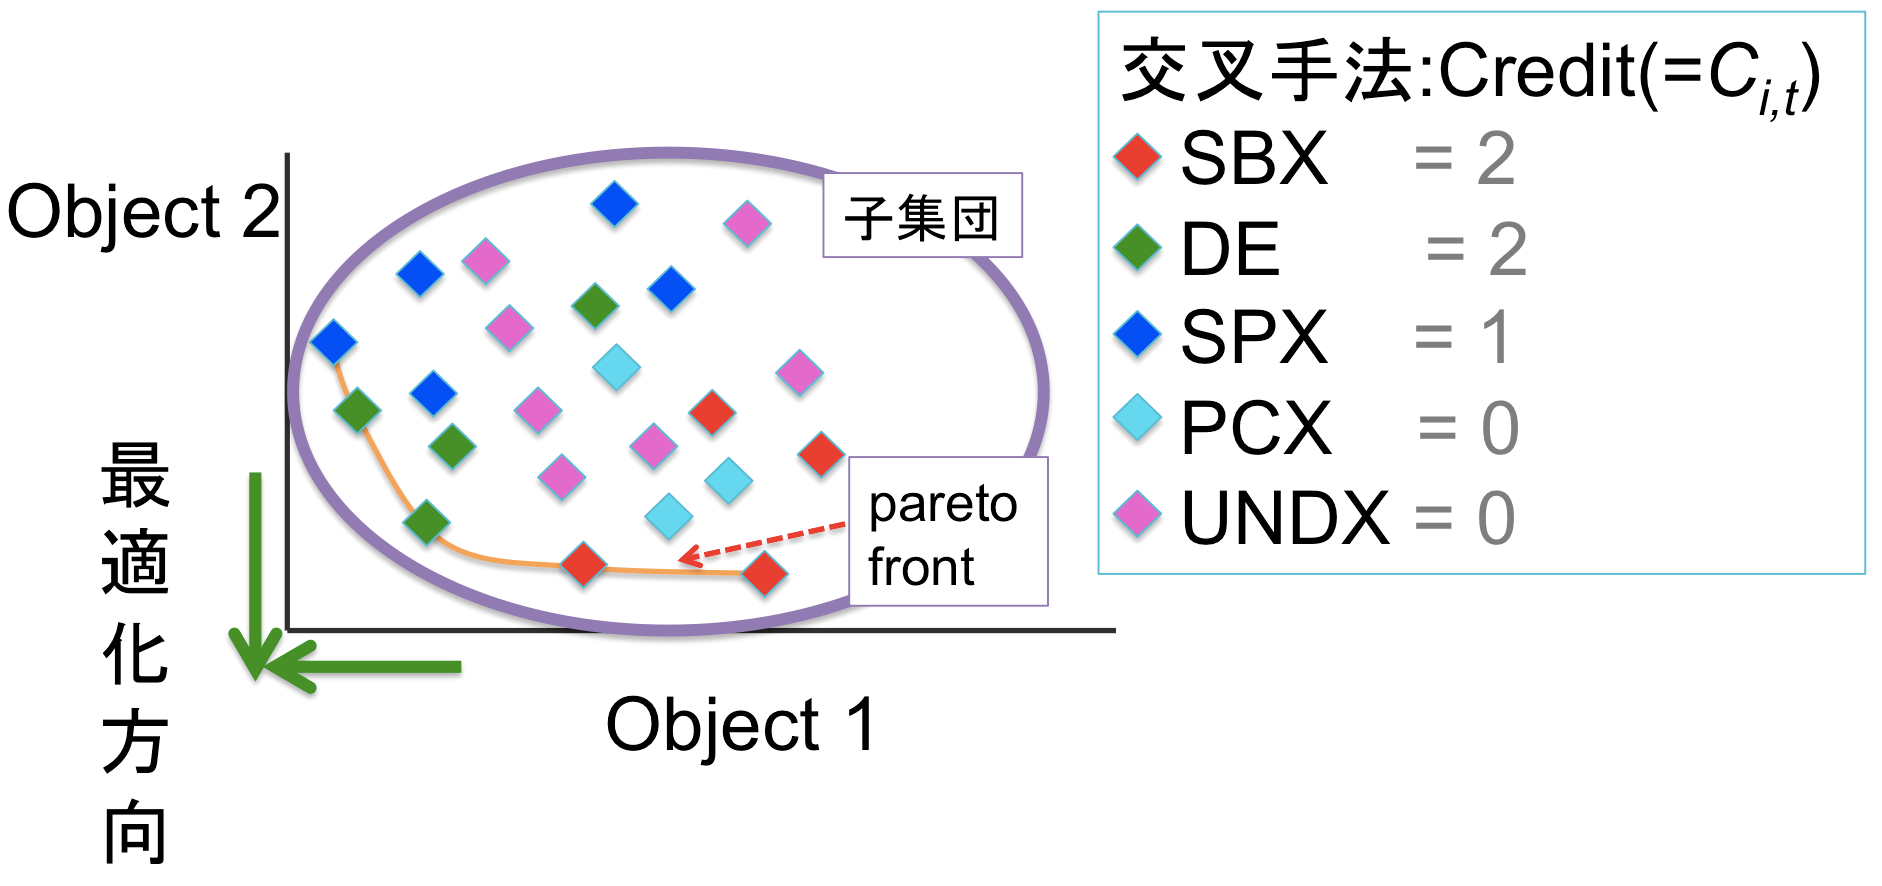 Object 2
子集団
pareto
front
Object 1
最適化方向
交叉手法:Credit(=Ci,t)
SBX = 2
DE = 2
SPX = 1
PCX = 0
UNDX = 0